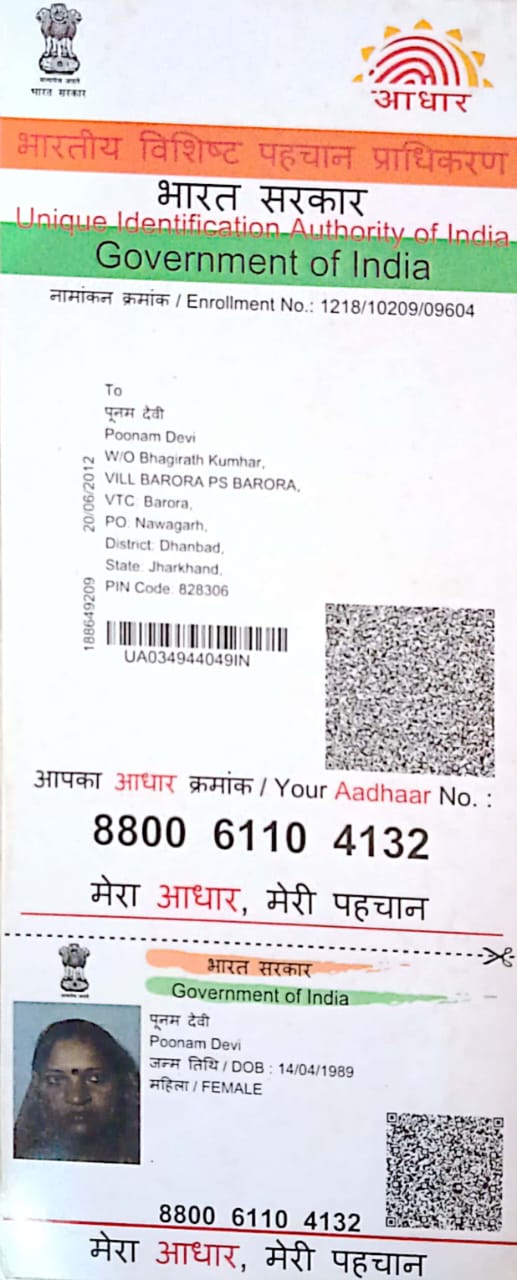 भारत सरकार
आधार
भारतीय विशिष्ट पहचान प्राधिकरण
भारत सरकार
Unique Identification Authority of India
Government of India
नामांकन क्रमांक / Enrollment No.: 1218/10209/09604
To
पूनम देवी
Poonam Devi
W/O Bhagirath Kumhar,
VILL BARORA PS BARORA,
VTC: Barora,
PO: Nawagarh,
District: Dhanbad,
State: Jharkhand,
PIN Code: 828306
20/06/2012
188649209
UA034944049IN
आपका आधार क्रमांक / Your Aadhaar No. :
8800 6110 4132
मेरा आधार, मेरी पहचान
भारत सरकार
Government of India
पूनम देवी
Poonam Devi
जन्म तिथि / DOB : 14/04/1989
महिला / FEMALE
8800 6110 4132
मेरा आधार, मेरी पहचान